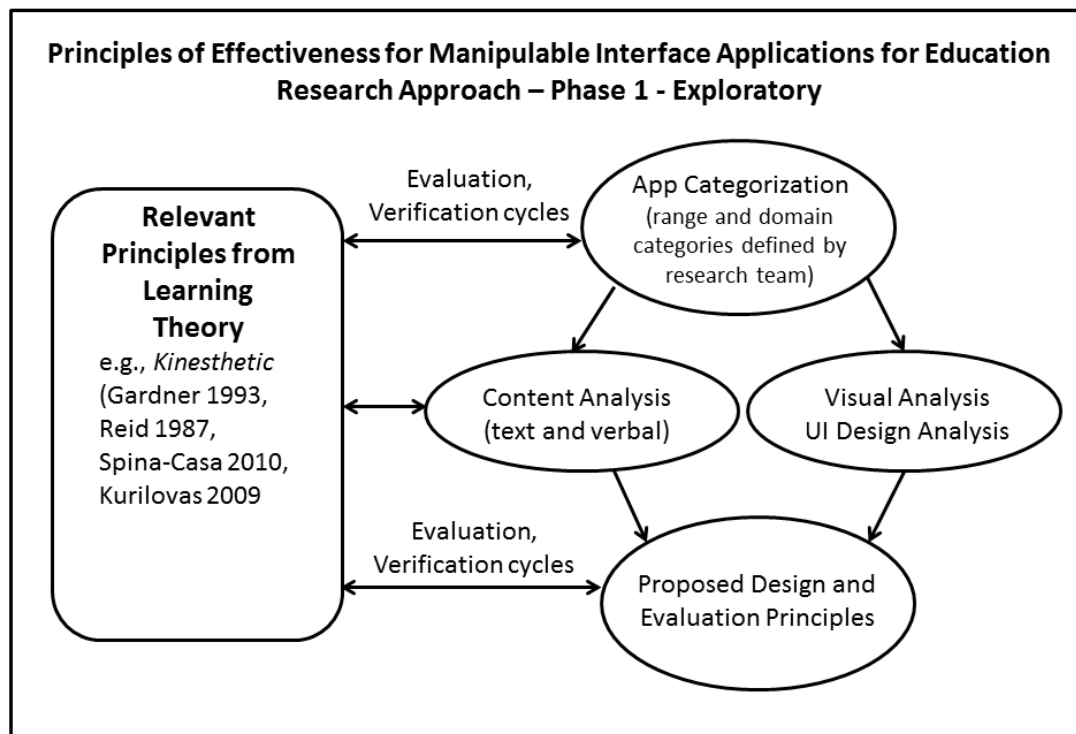 Principles of Effectiveness for Manipulable Interface Applications for Education
Research Approach – Phase 1 - Exploratory
Relevant
Principles from
Learning
Theory
e.g., Kinesthetic
(Gardner 1993,
Reid 1987,
Spina-Casa 2010,
Kurilovas 2009
Evaluation,
Verification cycles
App Categorization
(range and domain
categories defined by
research team)
Content Analysis
(text and verbal)
Visual Analysis
UI Design Analysis
Evaluation,
Verification cycles
Proposed Design and
Evaluation Principles